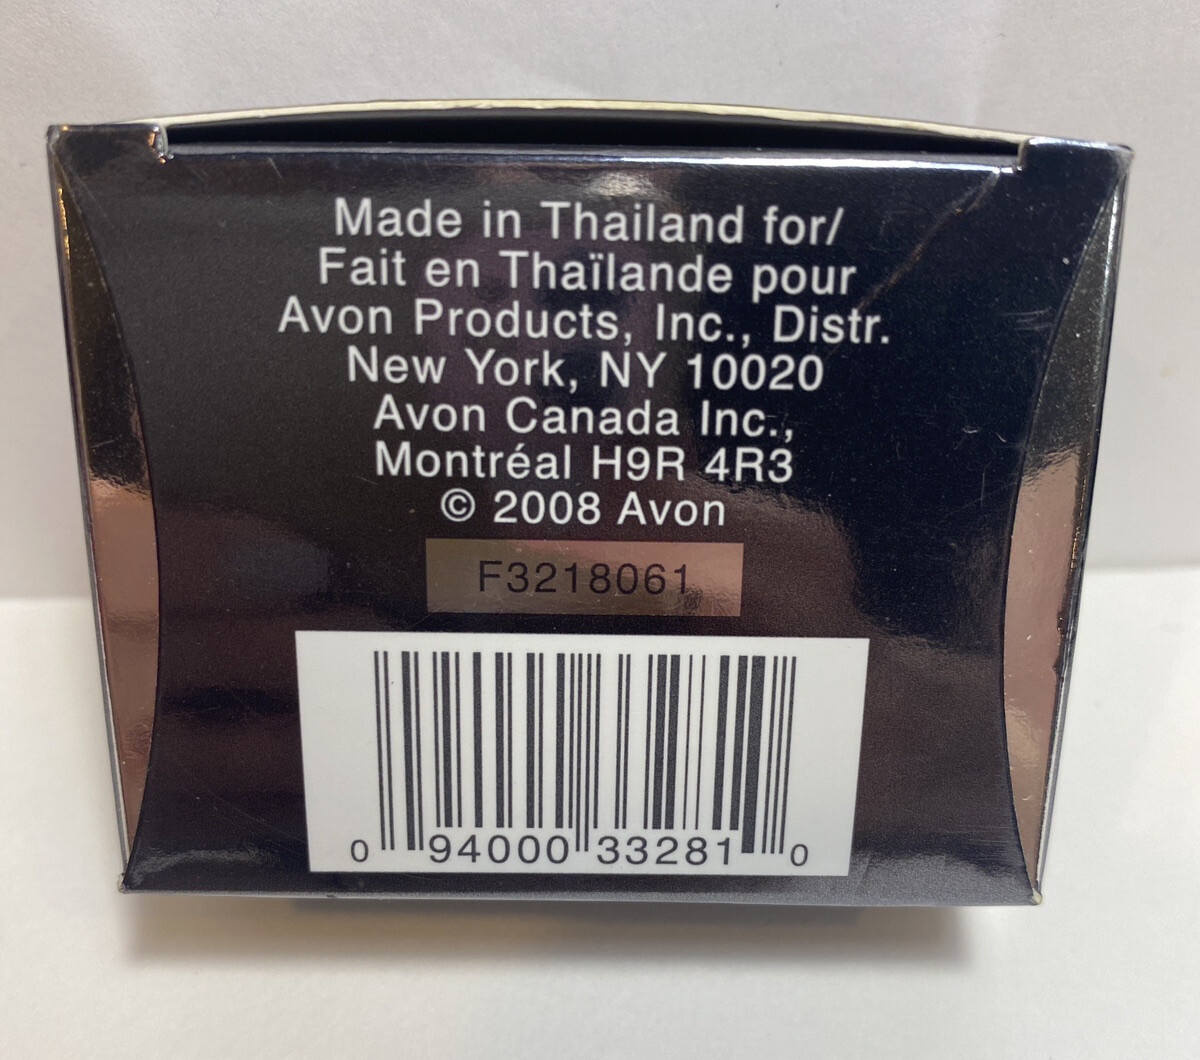 Made in Thailand for/
Fait en Thaïlande pour
Avon Products, Inc., Distr.
New York, NY 10020
Avon Canada Inc.,
Montréal H9R 4R3
© 2008 Avon
F3218061
0 94000 33281 0